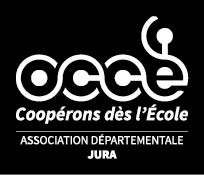 occe
Coopérons dès l'École
ASSOCIATION DÉPARTEMENTALE
JURA